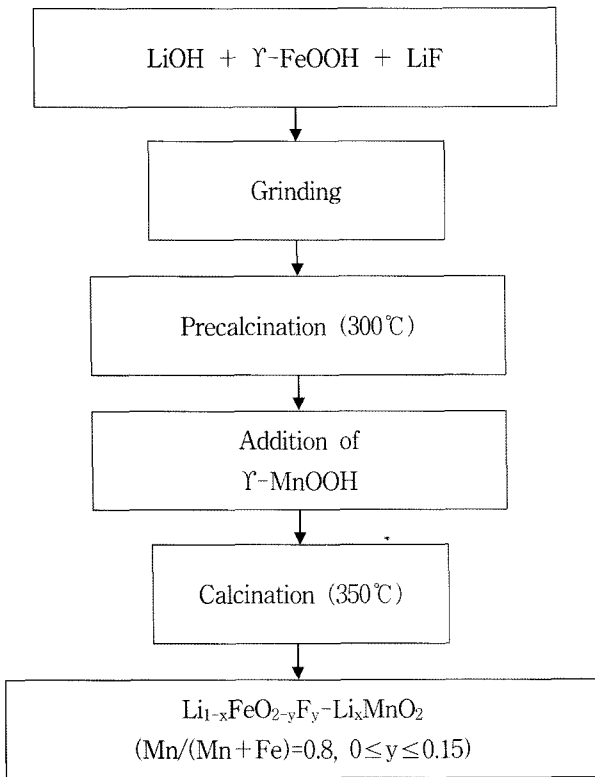 LiOH + ϒ-FeOOH + LiF
Grinding
Precalcination (300℃)
Addition of
ϒ-MnOOH
Calcination (350℃)
Li₁₋ₓFeO₂₋yFy-LiₓMnO₂
(Mn/(Mn+Fe)=0.8, 0≤y≤0.15)